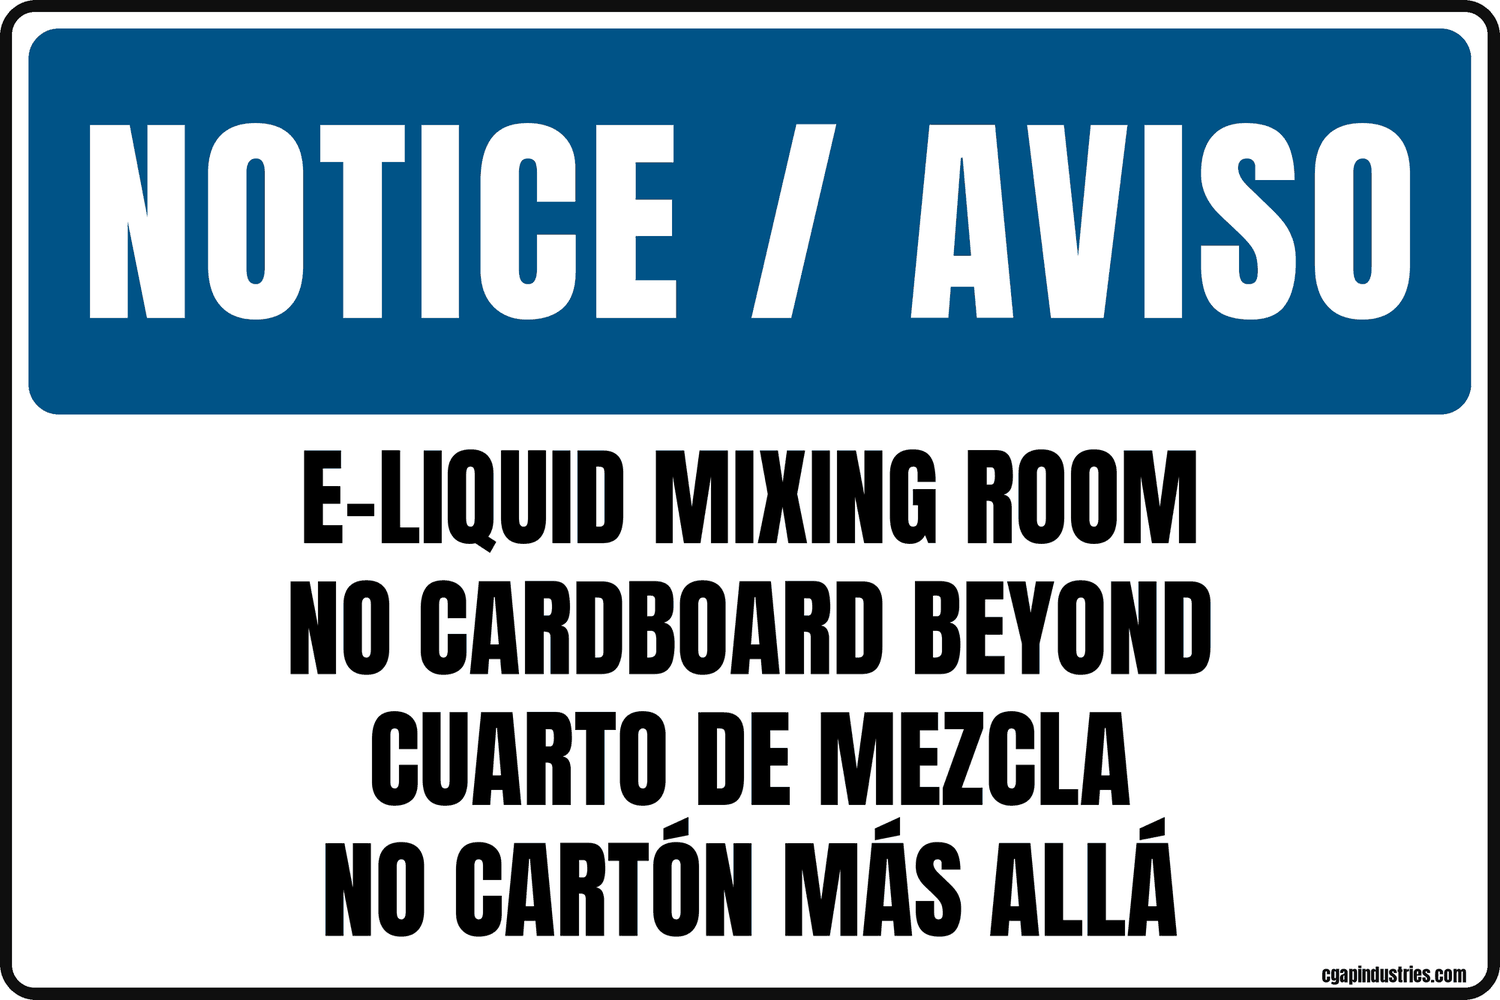 NOTICE / AVISO
E-LIQUID MIXING ROOM
NO CARDBOARD BEYOND
CUARTO DE MEZCLA
NO CARTÓN MÁS ALLÁ
cgapindustries.com